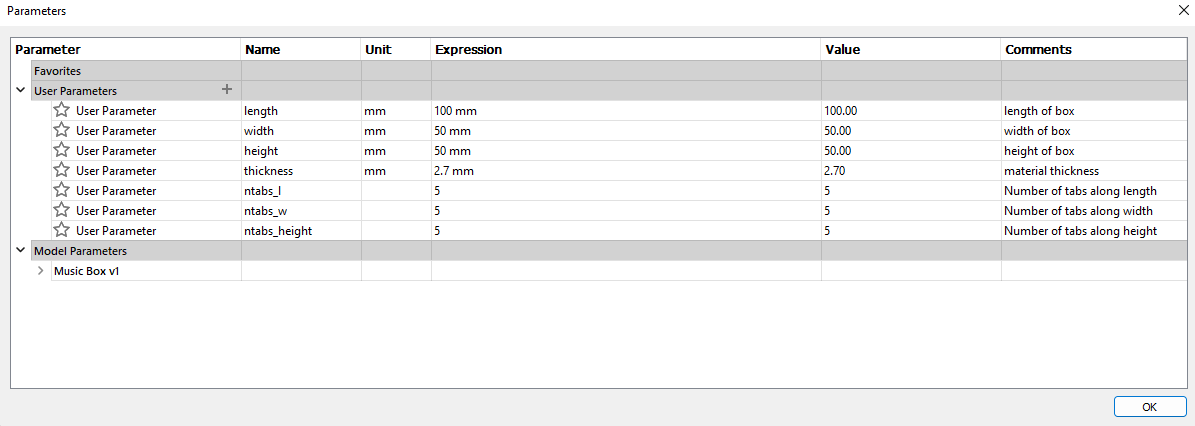 Parameters
Parameter Name Unit Expression Value Comments
Favorites
User Parameters +
User Parameter length mm 100 mm 100.00 length of box
User Parameter width mm 50 mm 50.00 width of box
User Parameter height mm 50 mm 50.00 height of box
User Parameter thickness mm 2.7 mm 2.70 material thickness
User Parameter ntabs_l 5 5 Number of tabs along length
User Parameter ntabs_w 5 5 Number of tabs along width
User Parameter ntabs_height 5 5 Number of tabs along height
Model Parameters
Music Box v1
OK